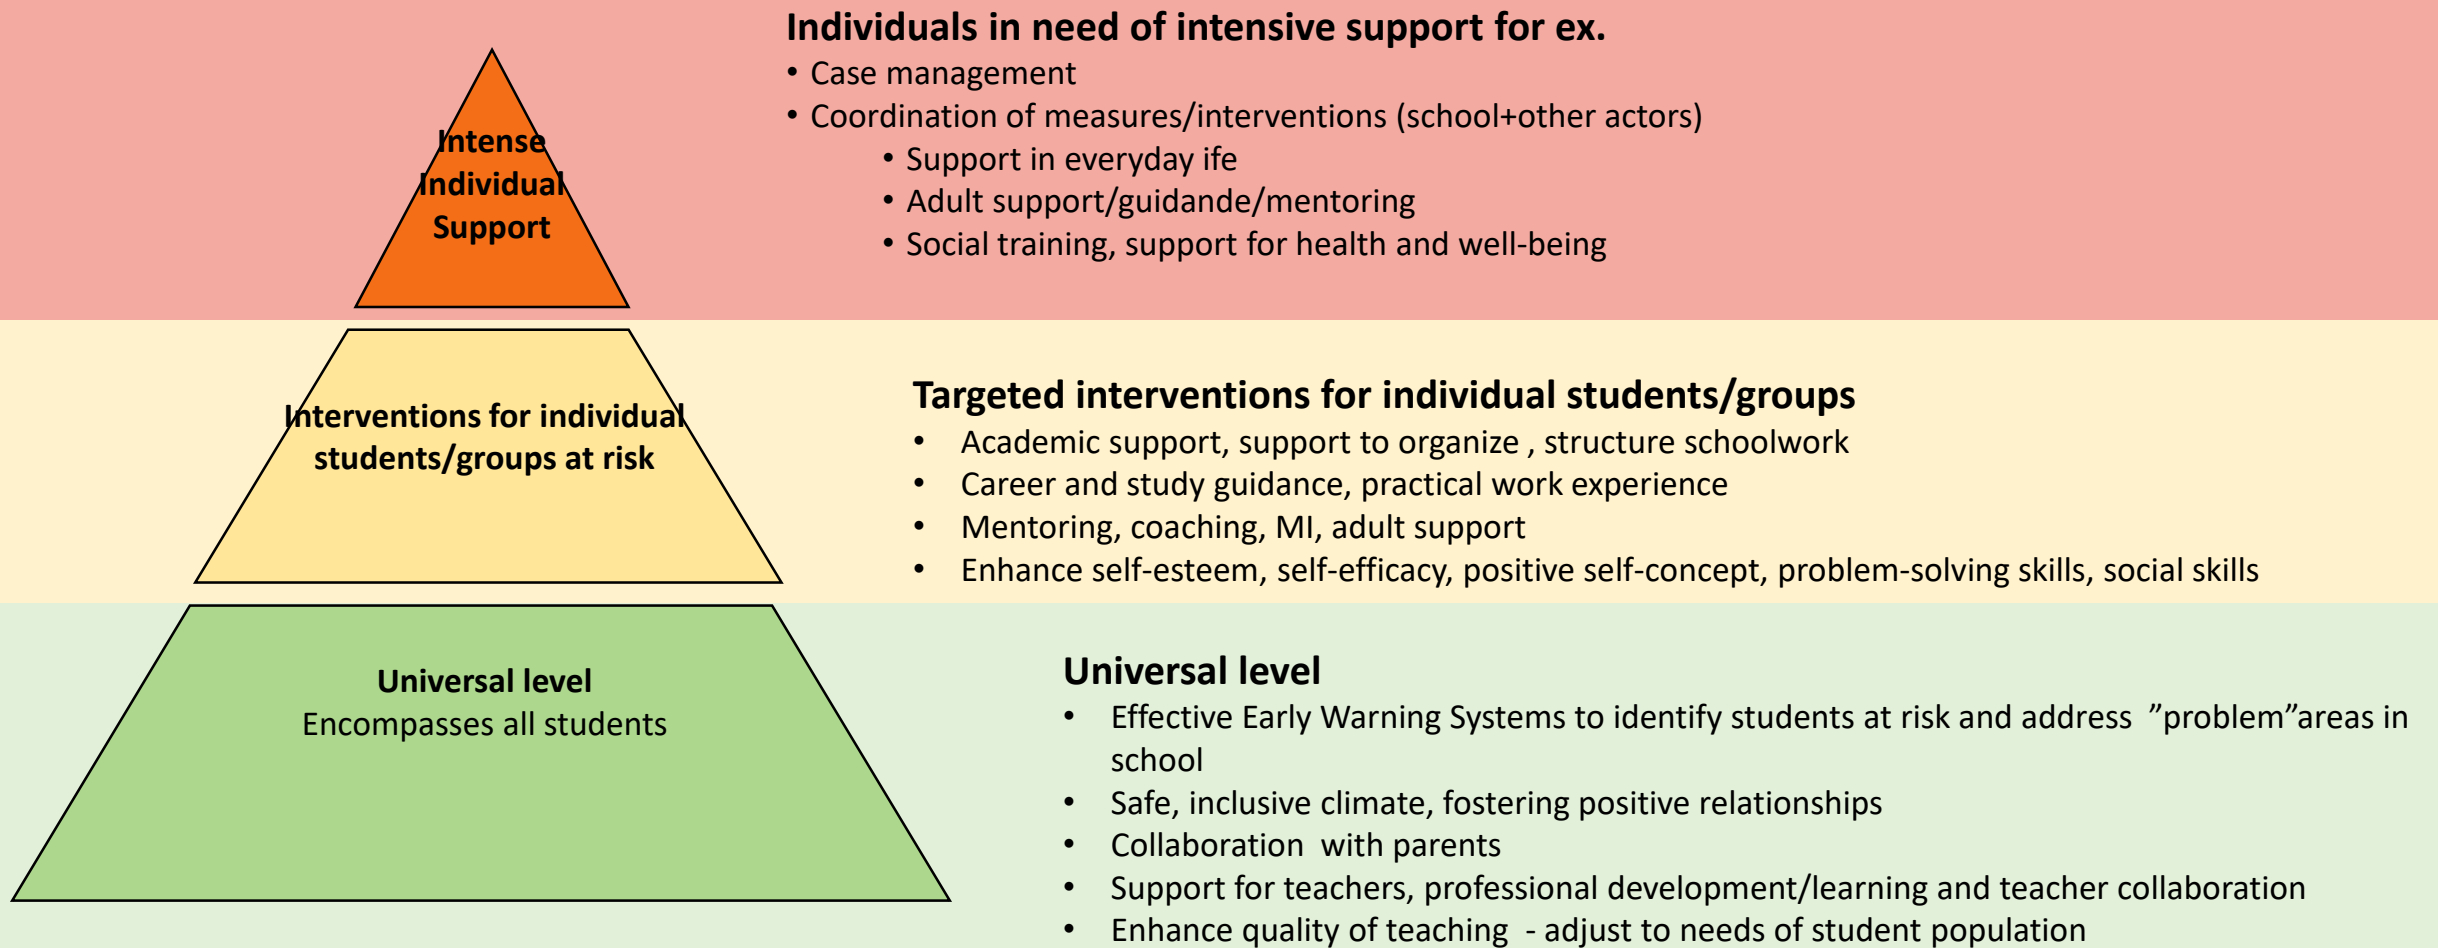 Individuals in need of intensive support for ex.
• Case management
• Coordination of measures/interventions (school+other actors)
• Support in everyday ife
• Adult support/guidande/mentoring
• Social training, support for health and well-being
Intense
Individual
Support
Targeted interventions for individual students/groups
• Academic support, support to organize , structure schoolwork
• Career and study guidance, practical work experience
• Mentoring, coaching, MI, adult support
• Enhance self-esteem, self-efficacy, positive self-concept, problem-solving skills, social skills
Interventions for individual
students/groups at risk
Universal level
• Effective Early Warning Systems to identify students at risk and address ”problem”areas in
school
• Safe, inclusive climate, fostering positive relationships
• Collaboration with parents
• Support for teachers, professional development/learning and teacher collaboration
• Enhance quality of teaching - adjust to needs of student population
Universal level
Encompasses all students